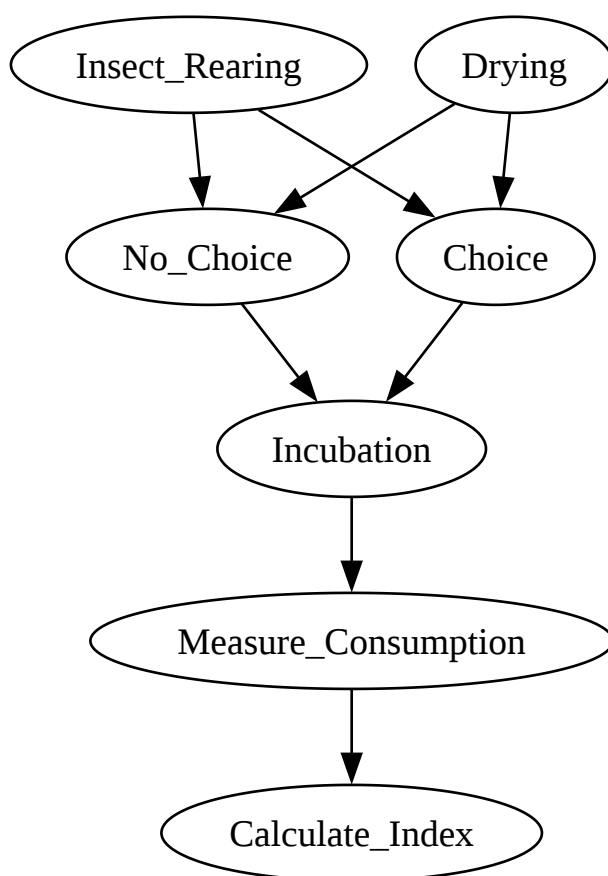 Insect_Rearing
Drying
No_Choice
Choice
Incubation
Measure_Consumption
Calculate_Index